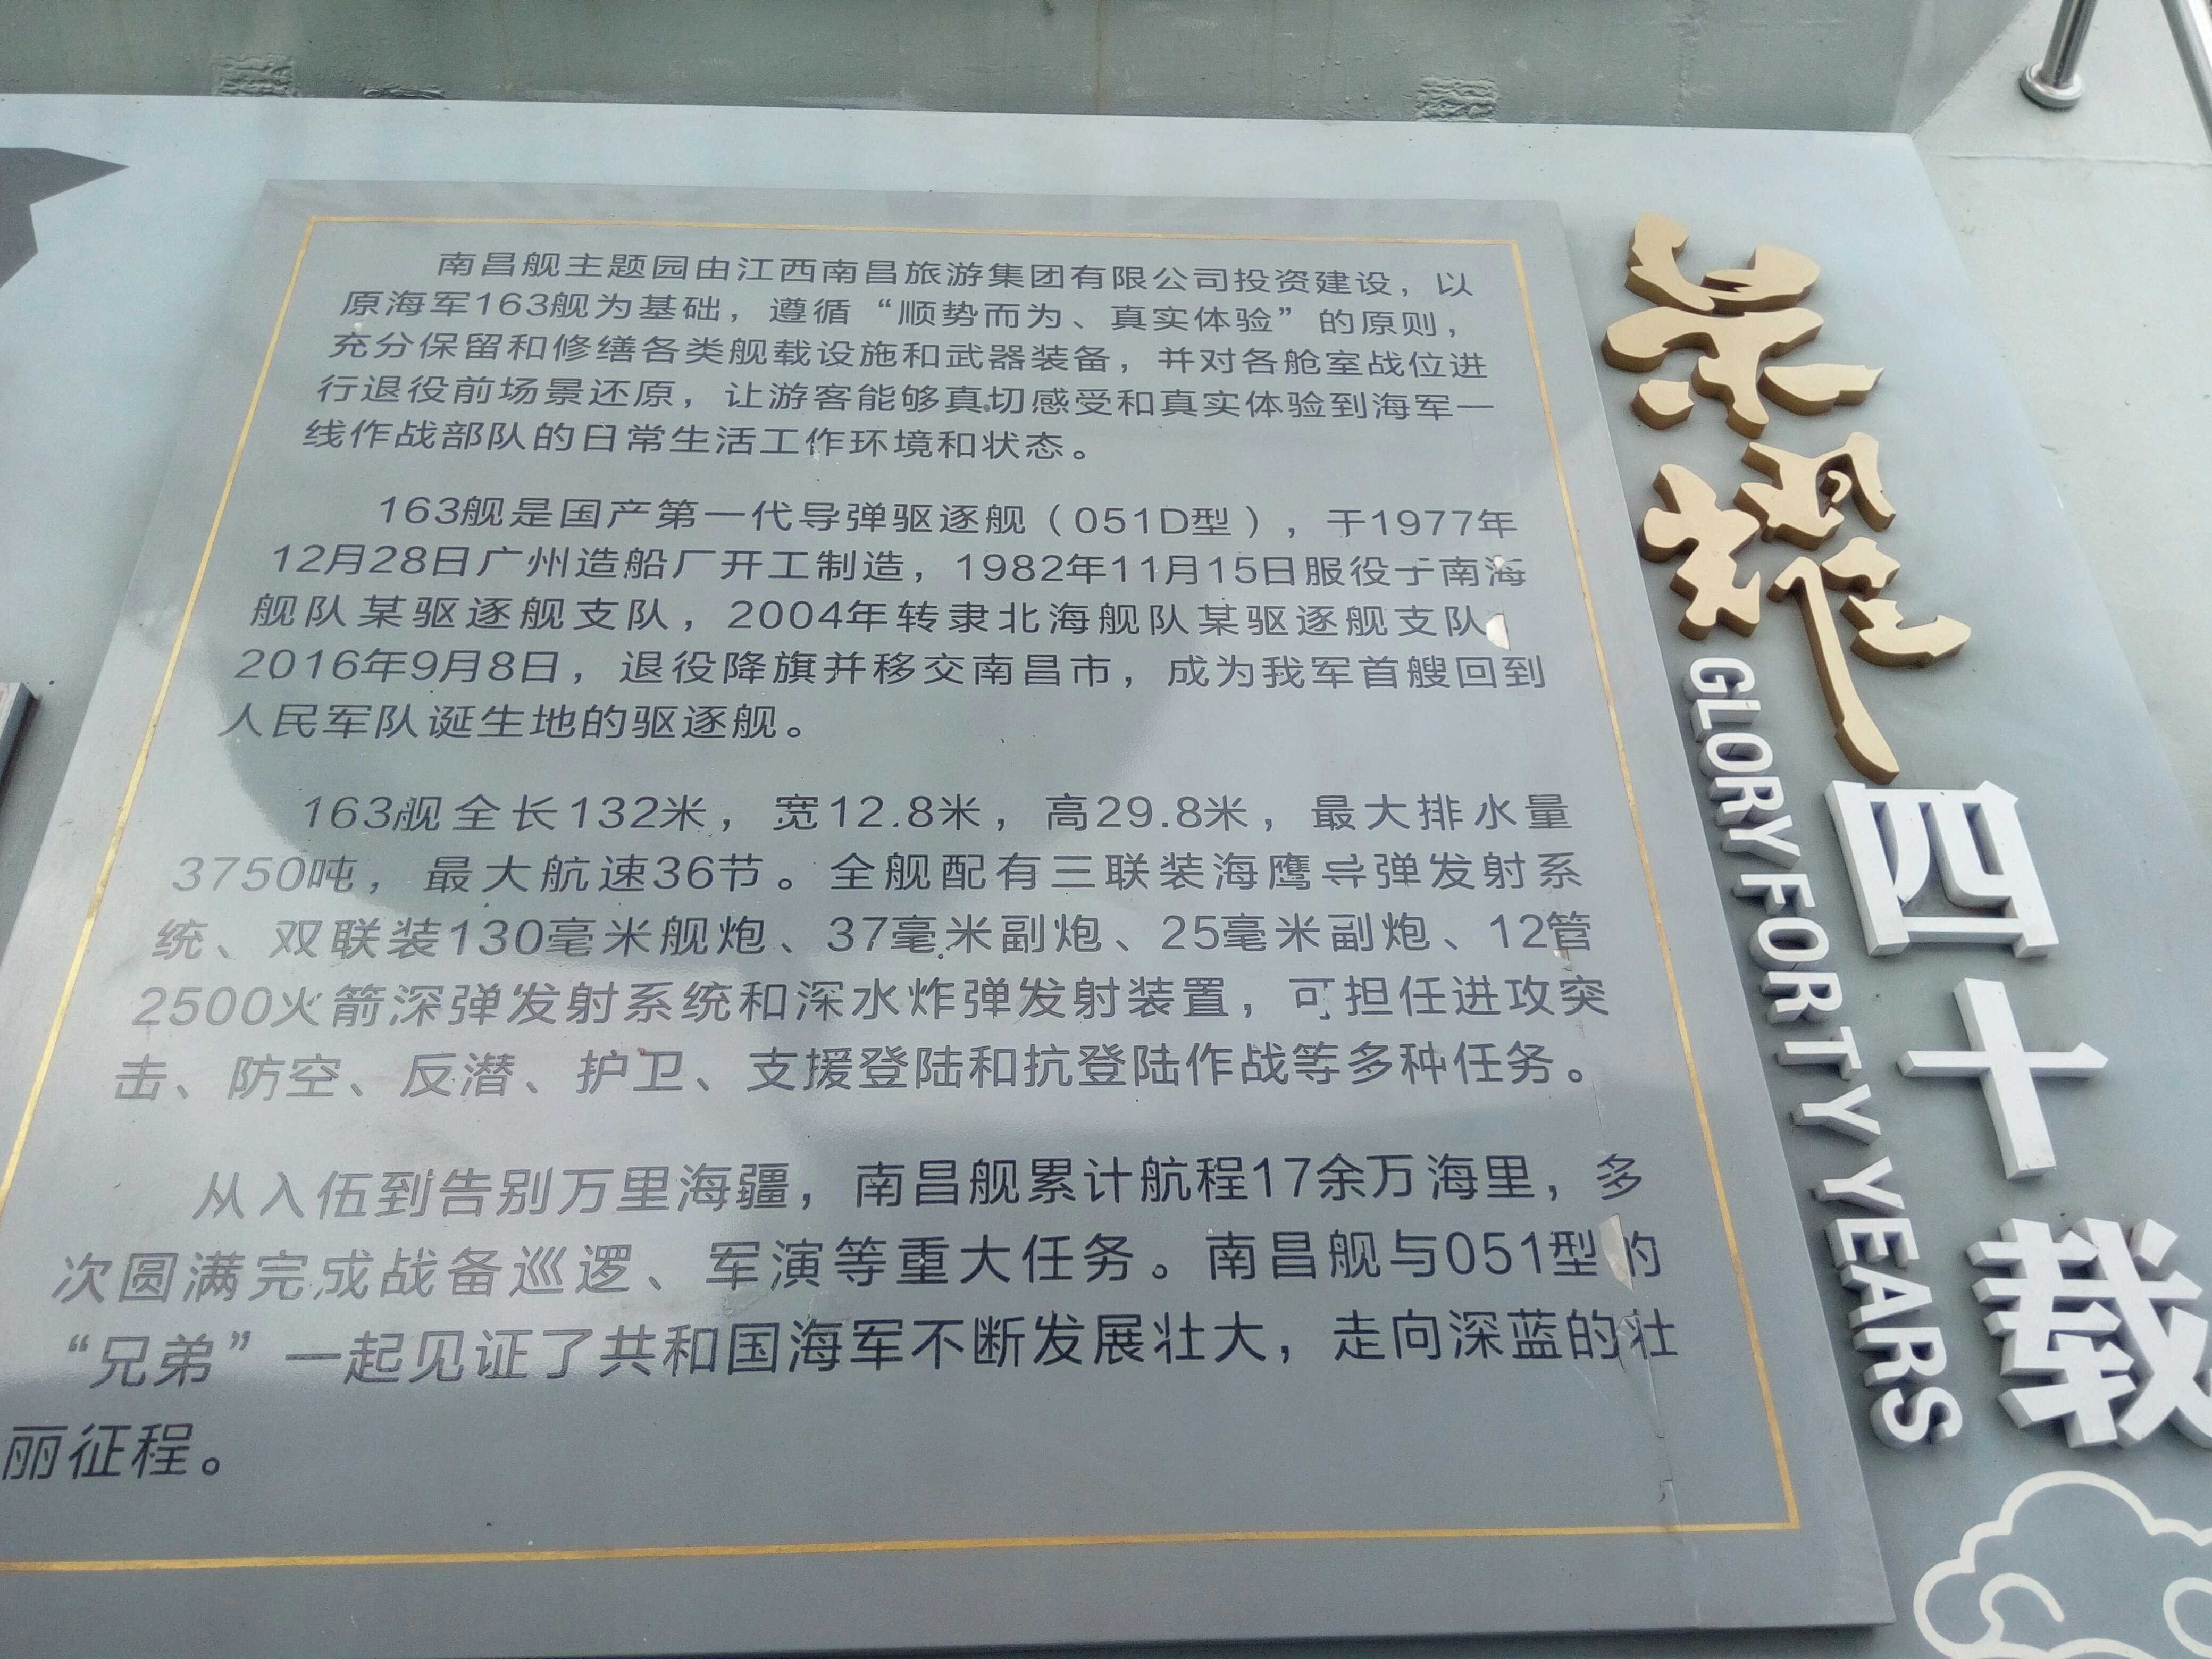 南昌舰主题园由江西南昌旅游集团有限公司投资建设，以
原海军163舰为基础，遵循“顺势而为、真实体验”的原则，
充分保留和修缮各类舰载设施和武器装备，并对各舱室战位进
行退役前场景还原，让游客能够真切感受和真实体验到海军一
线作战部队的日常生活工作环境和状态。
163舰是国产第一代导弹驱逐舰（051D型），于1977年
12月28日广州造船厂开工制造，1982年11月15日服役于南海
舰队某驱逐舰支队，2004年转隶北海舰队某驱逐舰支队
2016年9月8日，退役降旗并移交南昌市，成为我军首艘回到
人民军队诞生地的驱逐舰。
163舰全长132米，宽12.8米，高29.8米，最大排水量
3750吨，最大航速36节。全舰配有三联装海鹰导弹发射系
统、双联装130毫米舰炮、37毫米副炮、25毫米副炮、12管
2500火箭深弹发射系统和深水炸弹发射装置，可担任进攻突
击、防空、反潜、护卫、支援登陆和抗登陆作战等多种任务。
从入伍到告别万里海疆，南昌舰累计航程17余万海里，多
次圆满完成战备巡逻、军演等重大任务。南昌舰与051型的
“兄弟”一起见证了共和国海军不断发展壮大，走向深蓝的壮
丽征程。
荣耀四十载
GLORY FORTY YEARS